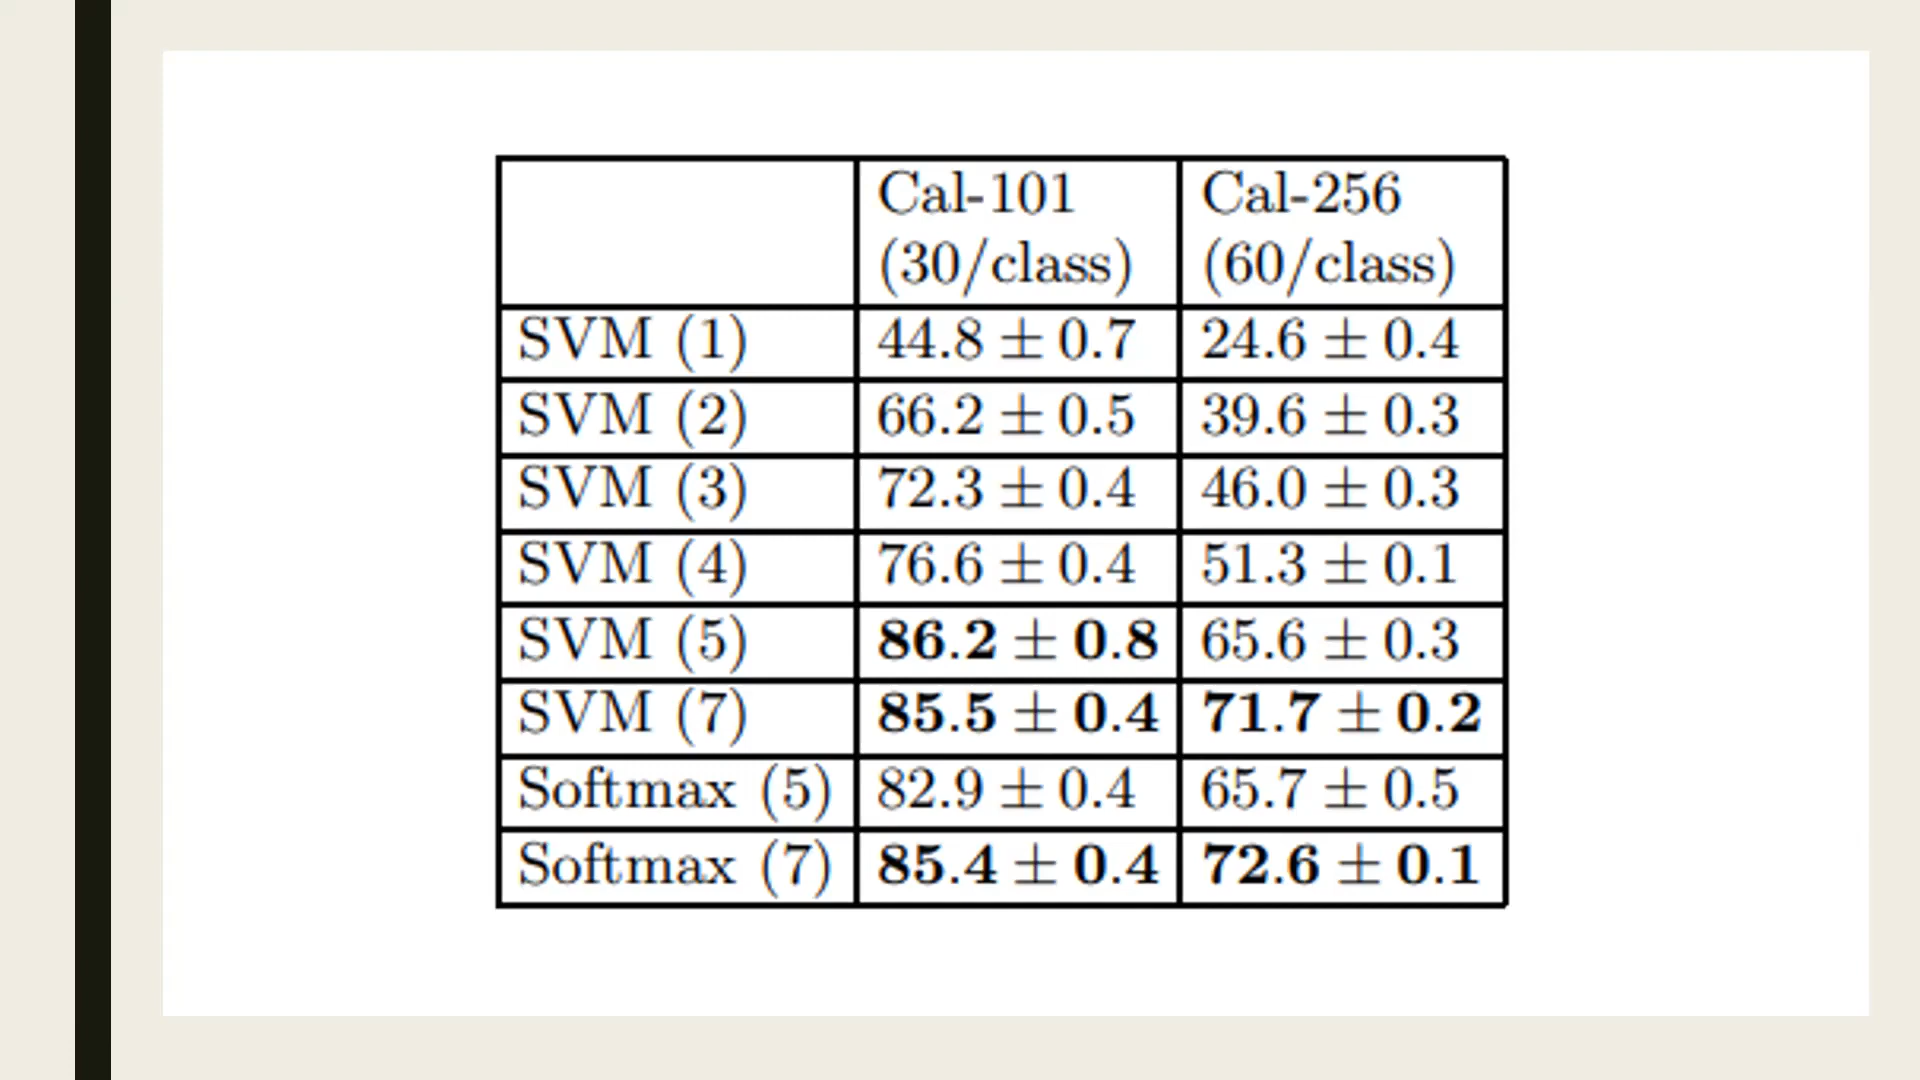 Cal-101 Cal-256
(30/class) (60/class)
SVM (1) 44.8 ± 0.7 24.6 ± 0.4
SVM (2) 66.2 ± 0.5 39.6 ± 0.3
SVM (3) 72.3 ± 0.4 46.0 ± 0.3
SVM (4) 76.6 ± 0.4 51.3 ± 0.1
SVM (5) 86.2 ± 0.8 65.6 ± 0.3
SVM (7) 85.5 ± 0.4 71.7 ± 0.2
Softmax (5) 82.9 ± 0.4 65.7 ± 0.5
Softmax (7) 85.4 ± 0.4 72.6 ± 0.1